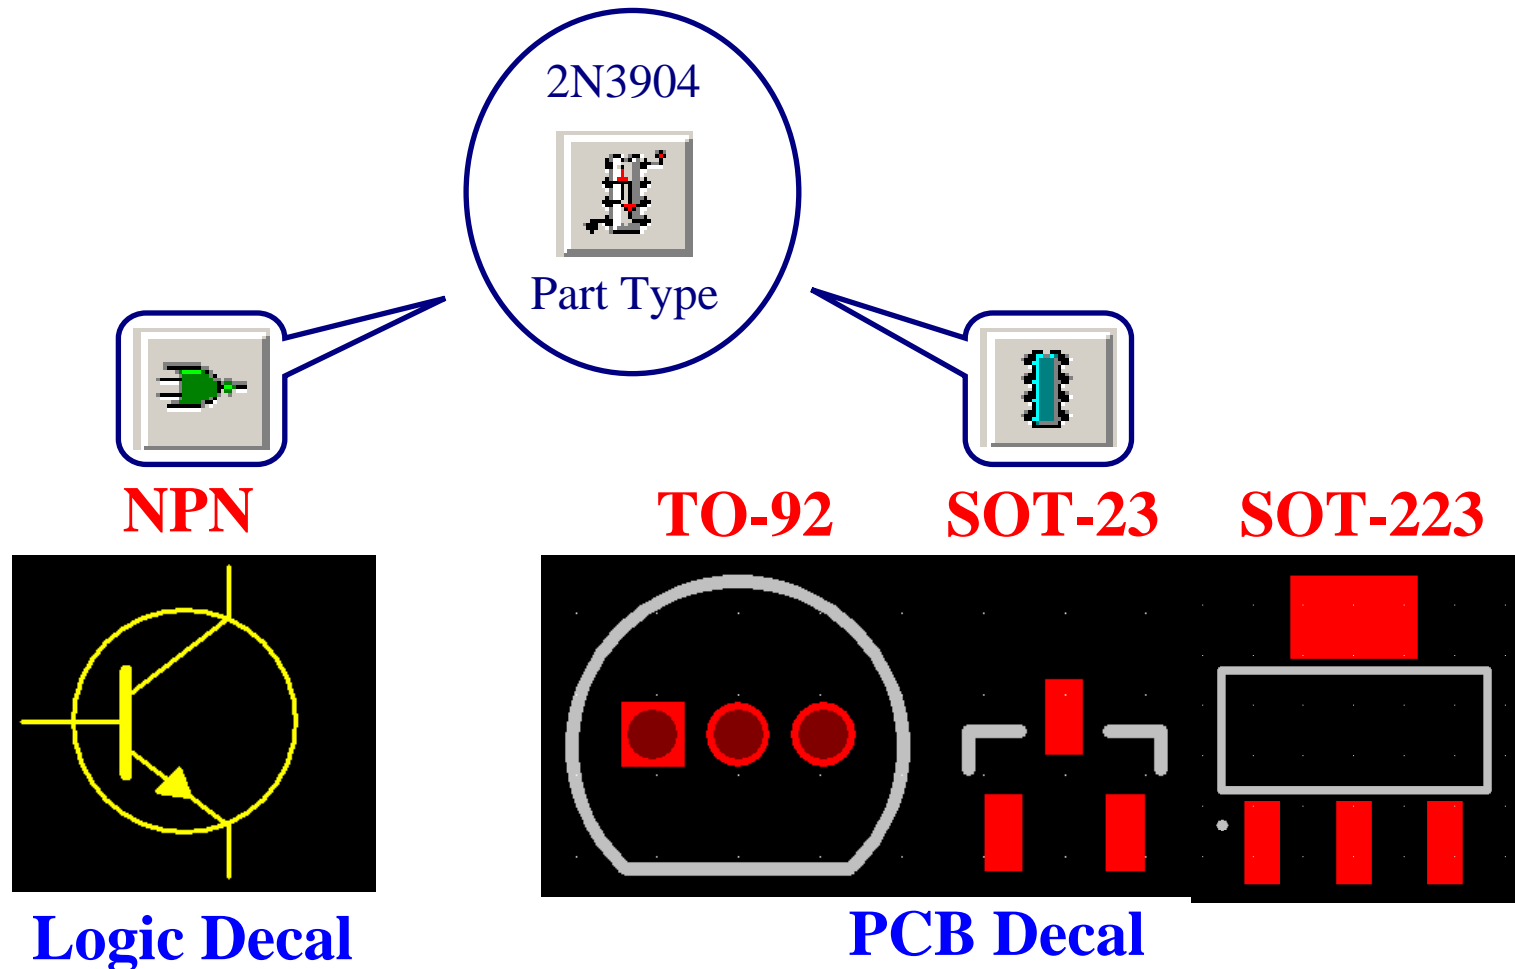 2N3904
Part Type
NPN
TO-92 SOT-23 SOT-223
Logic Decal
PCB Decal